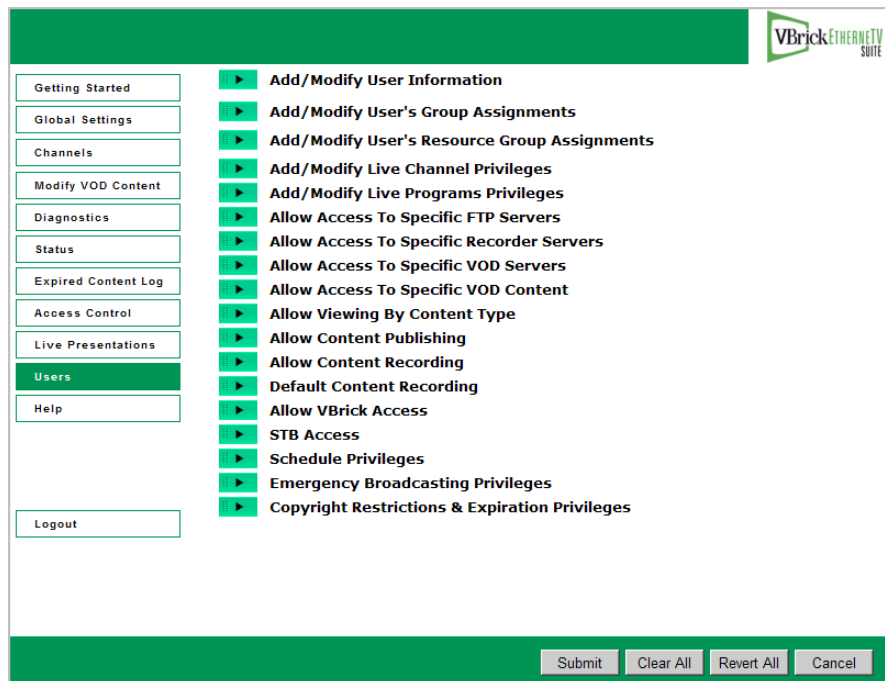 VBrick ETHERNETV
SUITE
Getting Started
Global Settings
Channels
Modify VOD Content
Diagnostics
Status
Expired Content Log
Access Control
Live Presentations
Users
Help
Logout
Add/Modify User Information
Add/Modify User's Group Assignments
Add/Modify User's Resource Group Assignments
Add/Modify Live Channel Privileges
Add/Modify Live Programs Privileges
Allow Access To Specific FTP Servers
Allow Access To Specific Recorder Servers
Allow Access To Specific VOD Servers
Allow Access To Specific VOD Content
Allow Viewing By Content Type
Allow Content Publishing
Allow Content Recording
Default Content Recording
Allow VBrick Access
STB Access
Schedule Privileges
Emergency Broadcasting Privileges
Copyright Restrictions & Expiration Privileges
Submit
Clear All
Revert All
Cancel